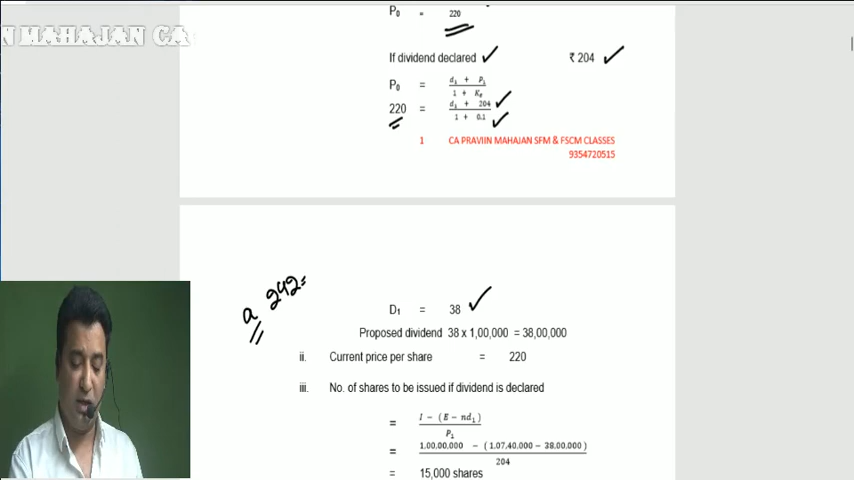 P₀ = 220
N MAHAJAN CA
If dividend declared ₹ 204
P₀ = d₁ + P₁
1 + Kₑ
220 = d₁ + 204
1 + 0.1
1 CA PRAVIIN MAHAJAN SFM & FSCM CLASSES
9354720515
a 242=
D₁ = 38
Proposed dividend 38 x 1,00,000 = 38,00,000
ii. Current price per share = 220
iii. No. of shares to be issued if dividend is declared
= I – ( E – nd₁ )
P₁
= 1,00,00,000 – ( 1,07,40,000 – 38,00,000 )
204
= 15,000 shares